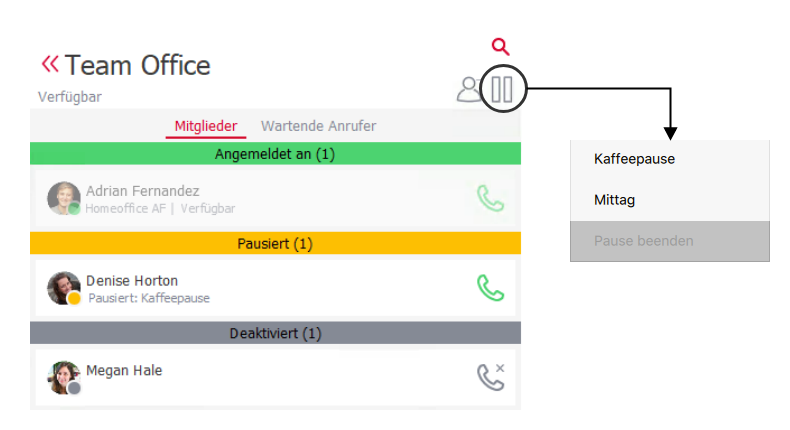 Team Office
Verfügbar
Mitglieder Wartende Anrufer
Angemeldet an (1)
Adrian Fernandez
Homeoffice AF | Verfügbar
Pausiert (1)
Denise Horton
Pausiert: Kaffeepause
Deaktiviert (1)
Megan Hale
Kaffeepause
Mittag
Pause beenden